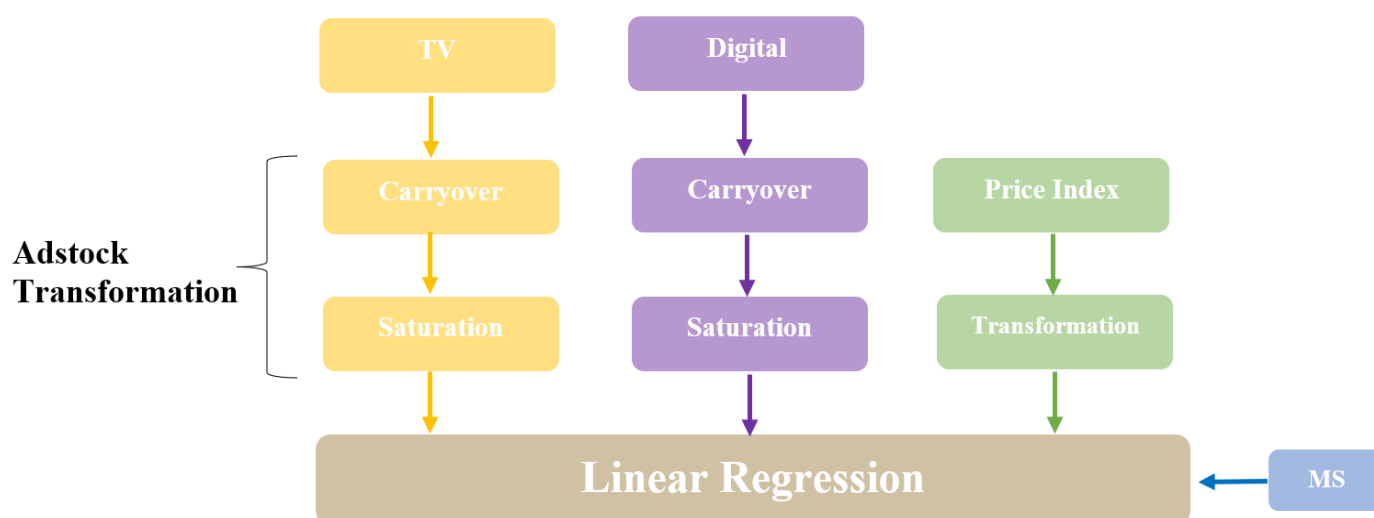 TV
Digital
Carryover
Carryover
Price Index
Adstock
Transformation
Saturation
Saturation
Transformation
Linear Regression
MS